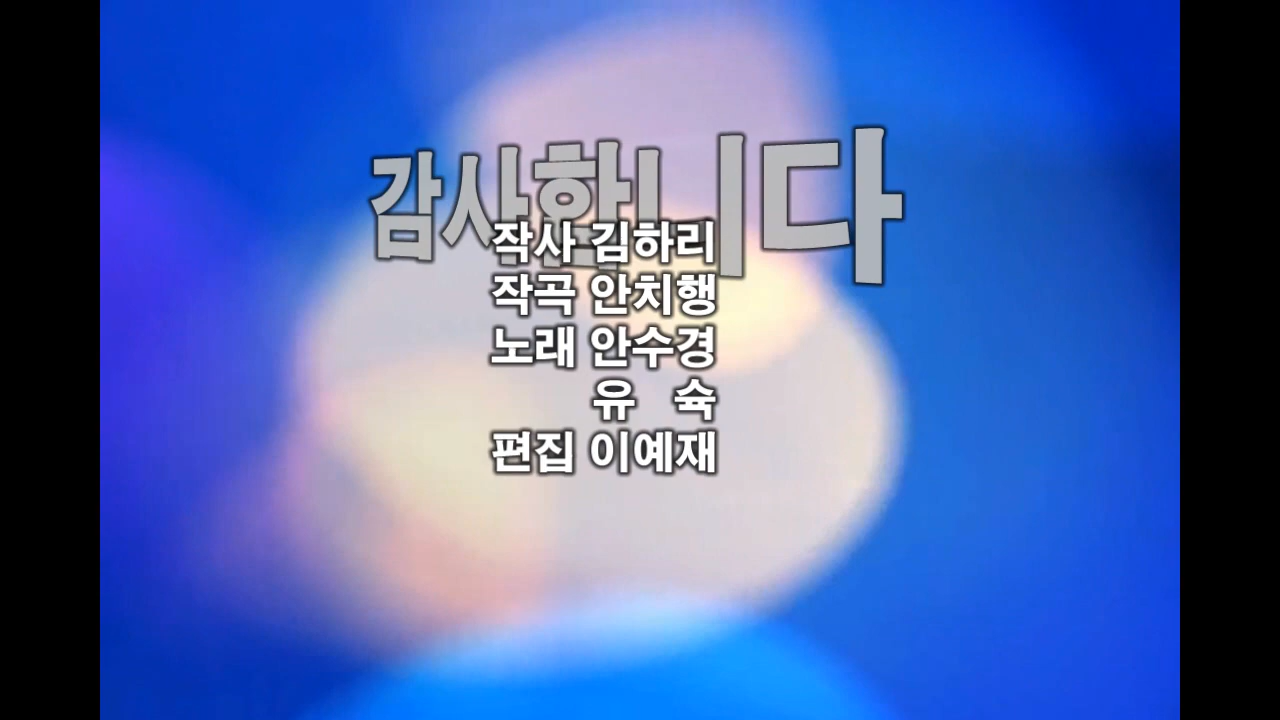 감사합니다
작사 김하리
작곡 안치행
노래 안수경
유 숙
편집 이예재